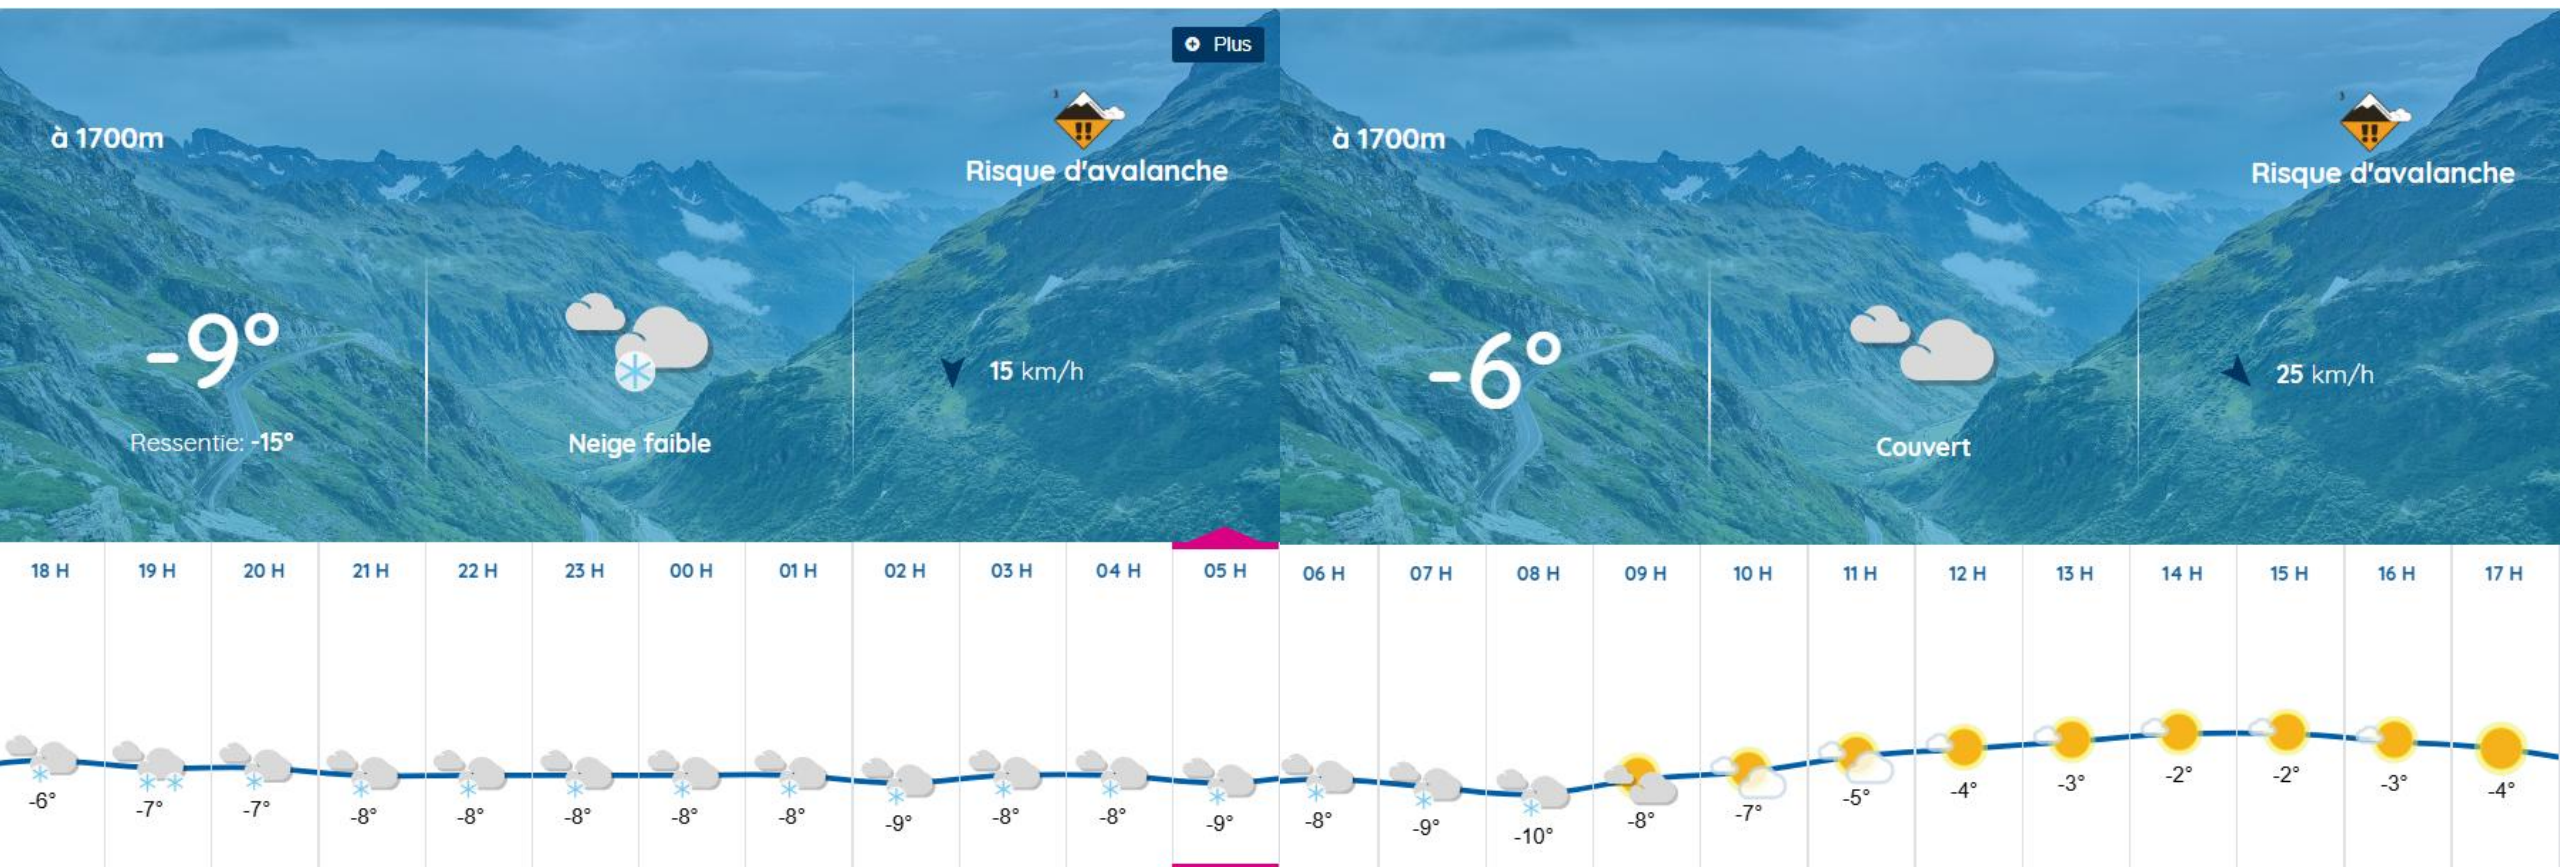 Plus
à 1700m
3
Risque d'avalanche
-9°
Ressentie: -15°
Neige faible
15 km/h
à 1700m
3
Risque d'avalanche
-6°
Couvert
25 km/h
18 H 19 H 20 H 21 H 22 H 23 H 00 H 01 H 02 H 03 H 04 H 05 H 06 H 07 H 08 H 09 H 10 H 11 H 12 H 13 H 14 H 15 H 16 H 17 H
-6° -7° -7° -8° -8° -8° -8° -8° -9° -8° -8° -9° -8° -9° -10° -8° -7° -5° -4° -3° -2° -2° -3° -4°